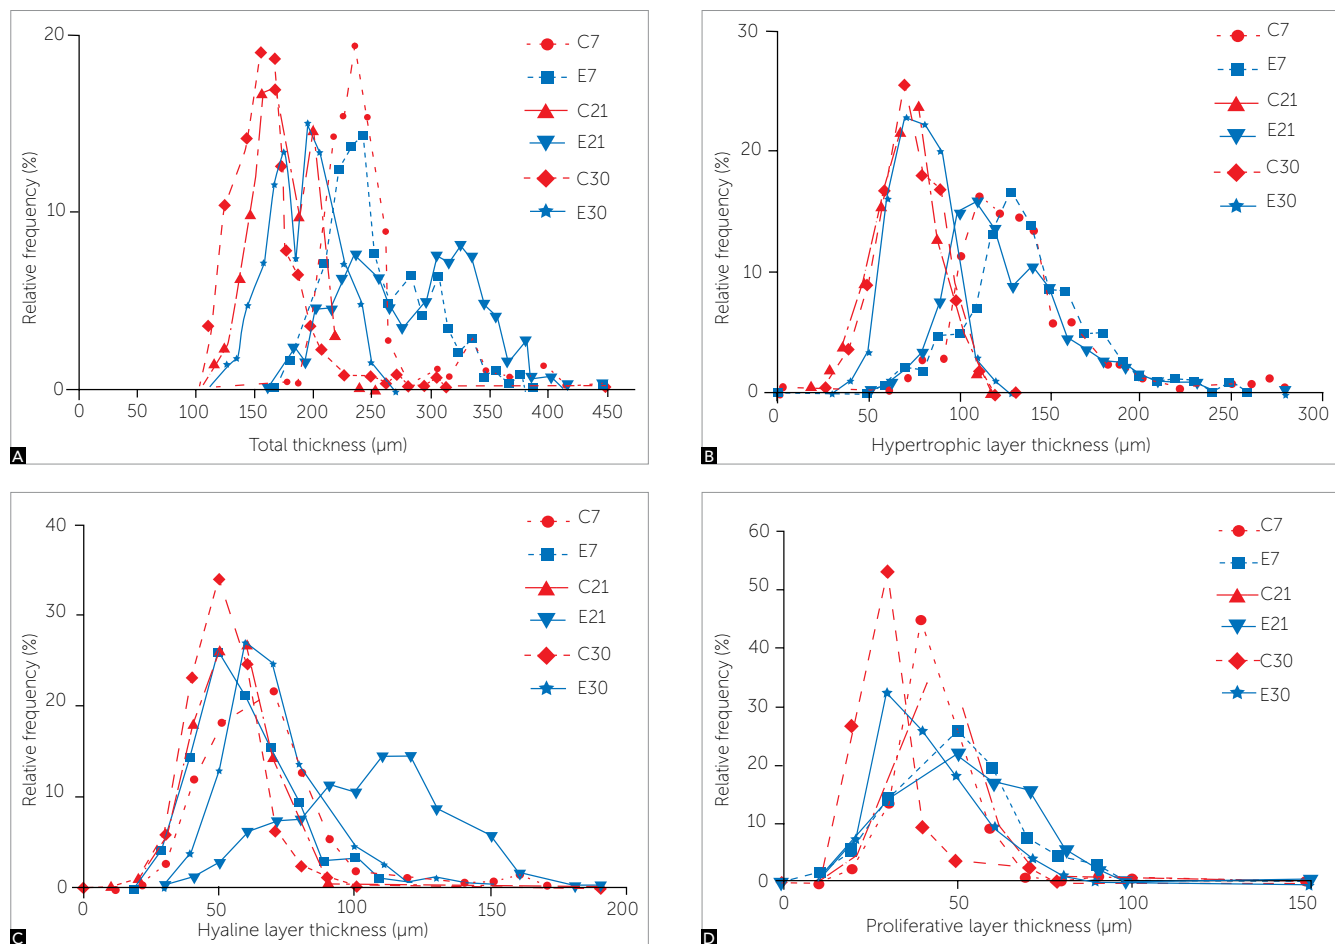 20
10
0
Relative frequency (%)
0 50 100 150 200 250 300 350 400 450
Total thickness (µm)
C7
E7
C21
E21
C30
E30
A
30
20
10
0
Relative frequency (%)
0 50 100 150 200 250 300
Hypertrophic layer thickness (µm)
C7
E7
C21
E21
C30
E30
B
40
30
20
10
0
Relative frequency (%)
0 50 100 150 200
Hyaline layer thickness (µm)
C7
E7
C21
E21
C30
E30
C
60
50
40
30
20
10
0
Relative frequency (%)
0 50 100 150
Proliferative layer thickness (µm)
C7
E7
C21
E21
C30
E30
D